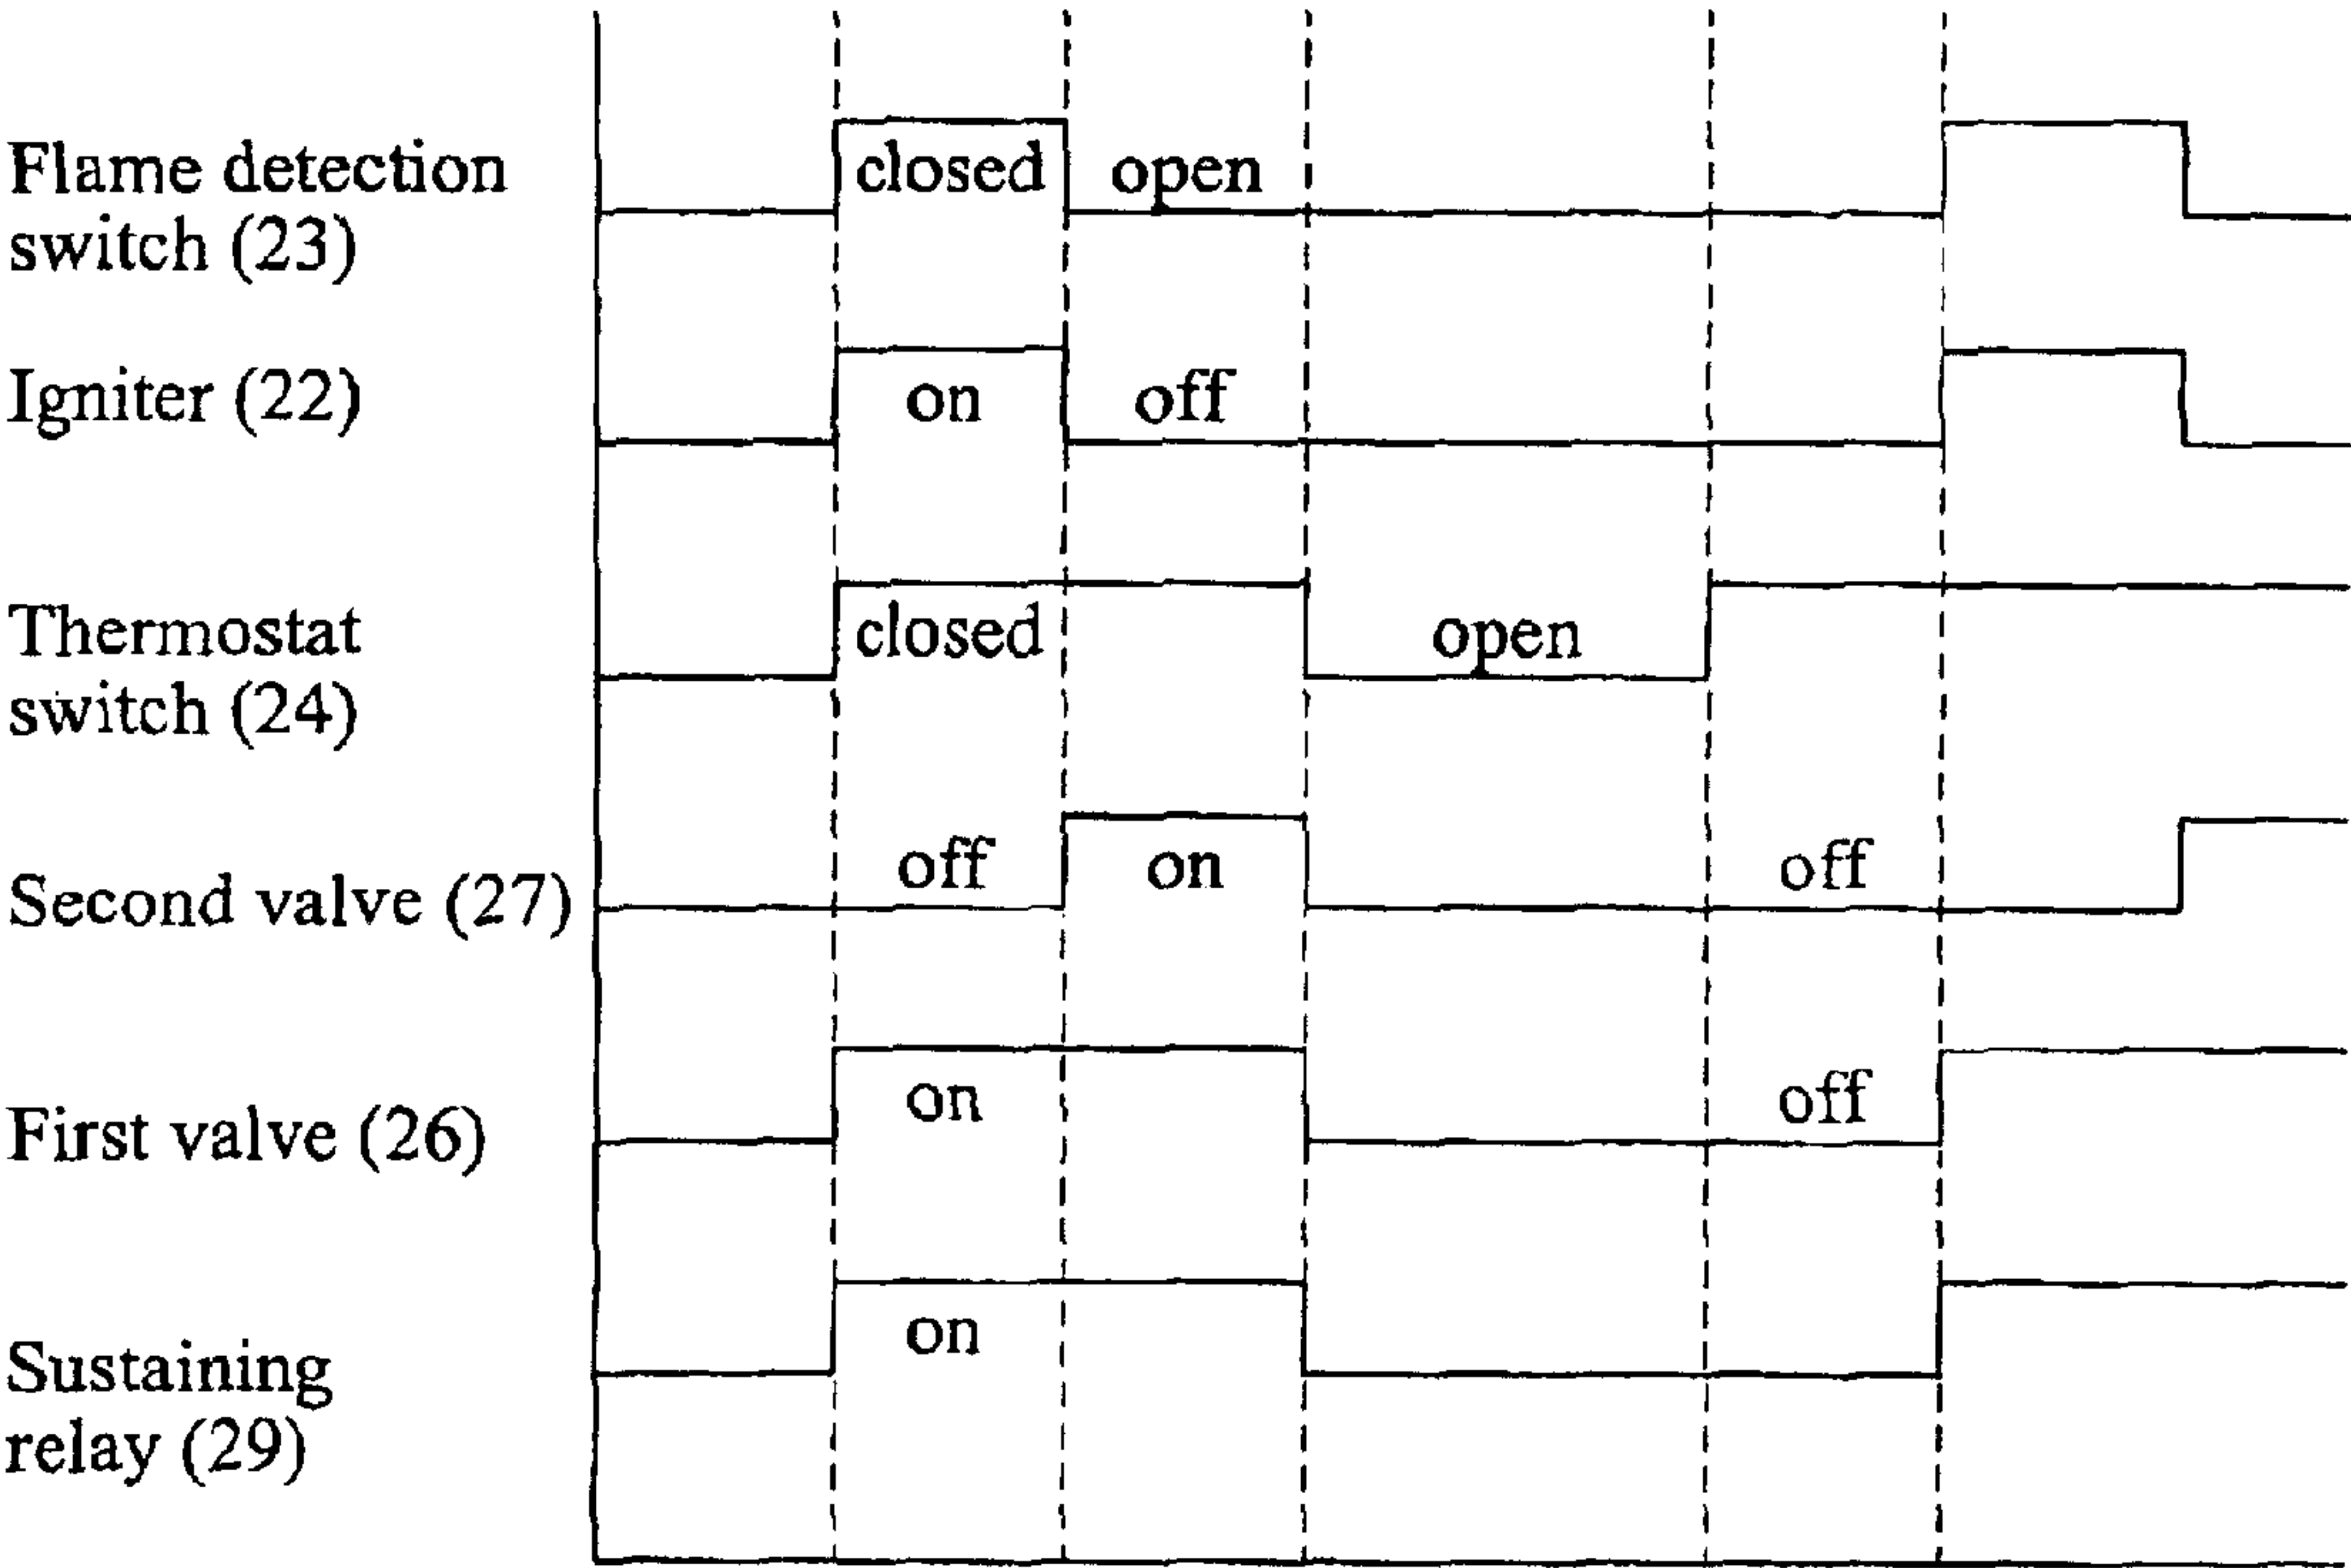 Flame detection
switch (23)
closed
open
Igniter (22)
on
off
Thermostat
switch (24)
closed
open
Second valve (27)
off
on
off
First valve (26)
on
off
Sustaining
relay (29)
on